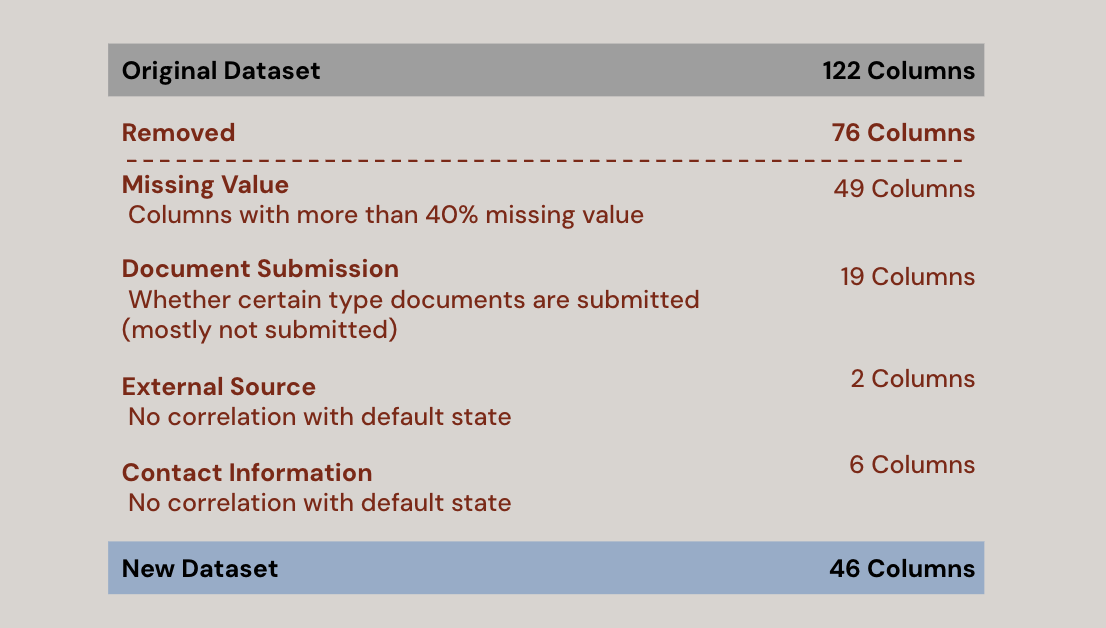 Original Dataset 122 Columns
Removed 76 Columns
Missing Value 49 Columns
Columns with more than 40% missing value
Document Submission 19 Columns
Whether certain type documents are submitted
(mostly not submitted)
External Source 2 Columns
No correlation with default state
Contact Information 6 Columns
No correlation with default state
New Dataset 46 Columns